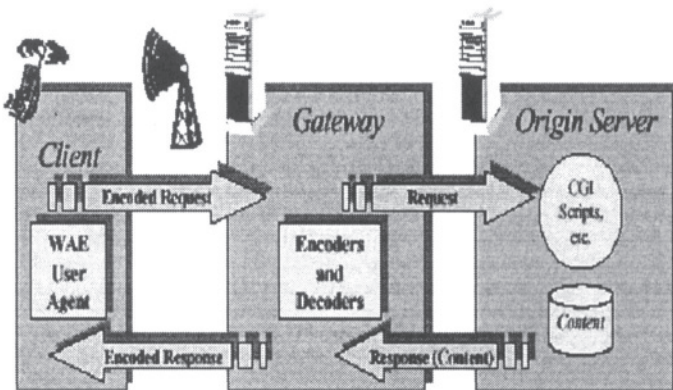 Client
Gateway
Origin Server
Encoded Request
Request
CGI
Scripts,
etc.
WAE
User
Agent
Encoders
and
Decoders
Content
Encoded Response
Response (Content)